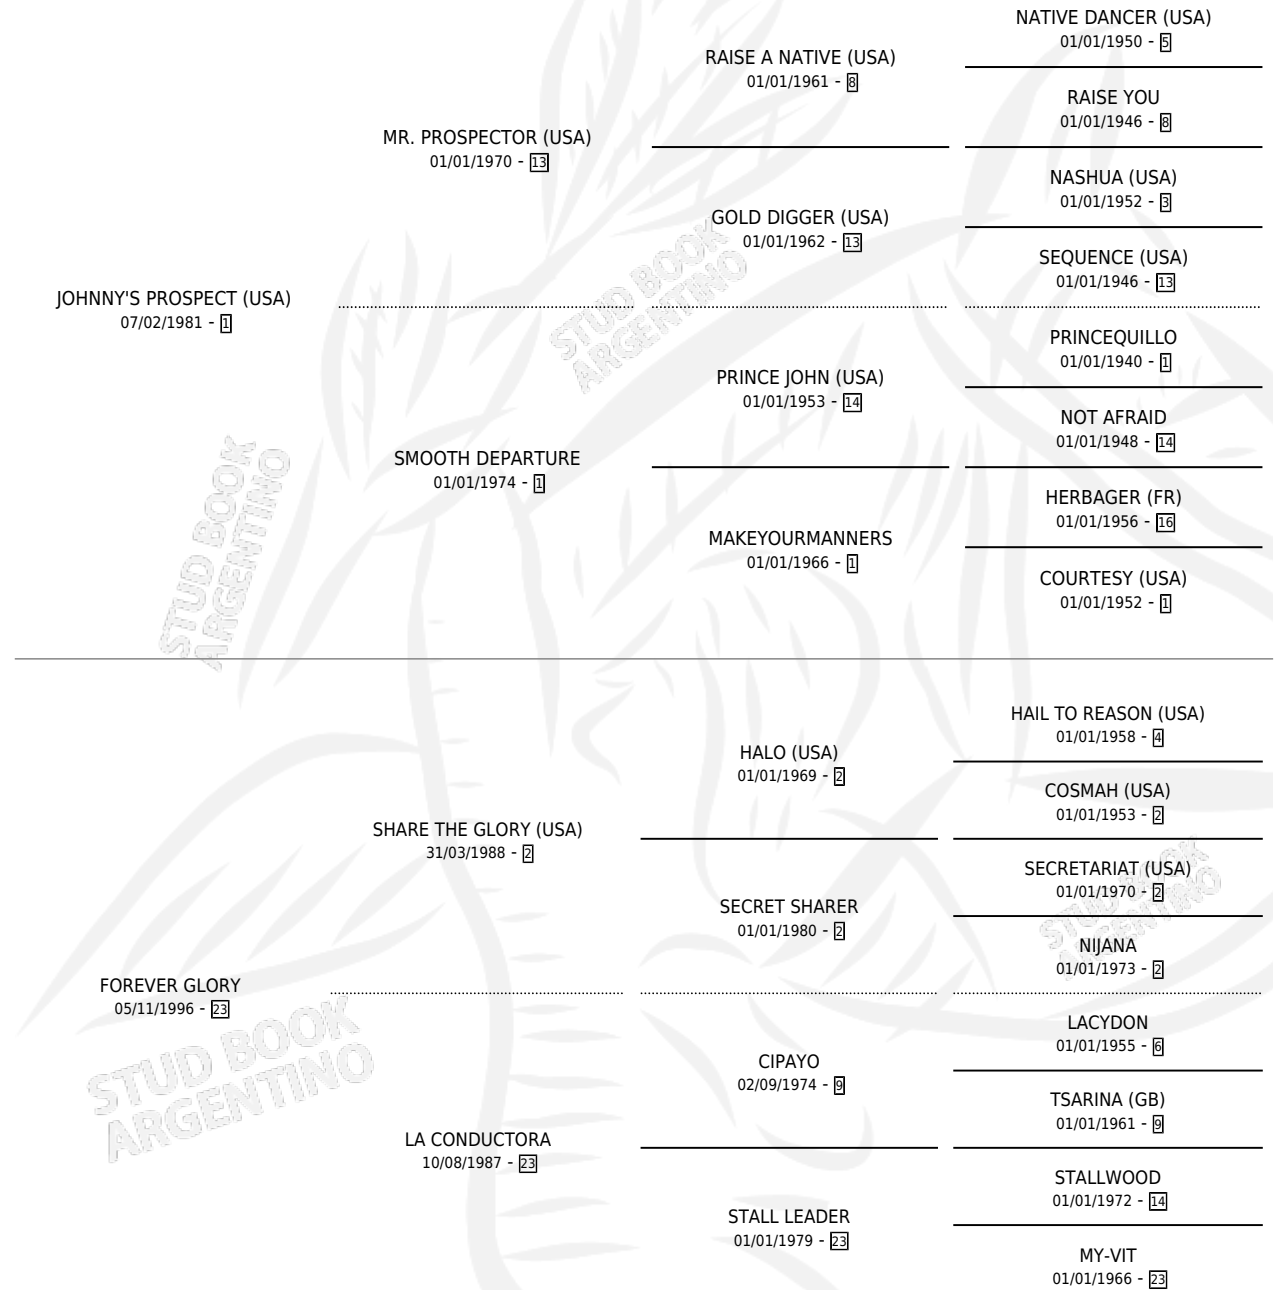 NATIVE DANCER (USA)
01/01/1950 - 5
RAISE A NATIVE (USA)
01/01/1961 - 8
RAISE YOU
01/01/1946 - 8
MR. PROSPECTOR (USA)
01/01/1970 - 13
NASHUA (USA)
01/01/1952 - 3
GOLD DIGGER (USA)
01/01/1962 - 13
SEQUENCE (USA)
01/01/1946 - 13
JOHNNY'S PROSPECT (USA)
07/02/1981 - 1
PRINCEQUILLO
01/01/1940 - 1
PRINCE JOHN (USA)
01/01/1953 - 14
NOT AFRAID
01/01/1948 - 14
SMOOTH DEPARTURE
01/01/1974 - 1
HERBAGER (FR)
01/01/1956 - 16
MAKEYOURMANNERS
01/01/1966 - 1
COURTESY (USA)
01/01/1952 - 1
HAIL TO REASON (USA)
01/01/1958 - 4
HALO (USA)
01/01/1969 - 2
COSMAH (USA)
01/01/1953 - 2
SHARE THE GLORY (USA)
31/03/1988 - 2
SECRETARIAT (USA)
01/01/1970 - 2
SECRET SHARER
01/01/1980 - 2
NIJANA
01/01/1973 - 2
FOREVER GLORY
05/11/1996 - 23
LACYDON
01/01/1955 - 6
CIPAYO
02/09/1974 - 9
TSARINA (GB)
01/01/1961 - 9
LA CONDUCTORA
10/08/1987 - 23
STALLWOOD
01/01/1972 - 14
STALL LEADER
01/01/1979 - 23
MY-VIT
01/01/1966 - 23
STUD BOOK
ARGENTINO
STUD BOOK
ARGENTINO
STUD BOOK
ARGENTINO
STUD BOOK
ARGENTINO